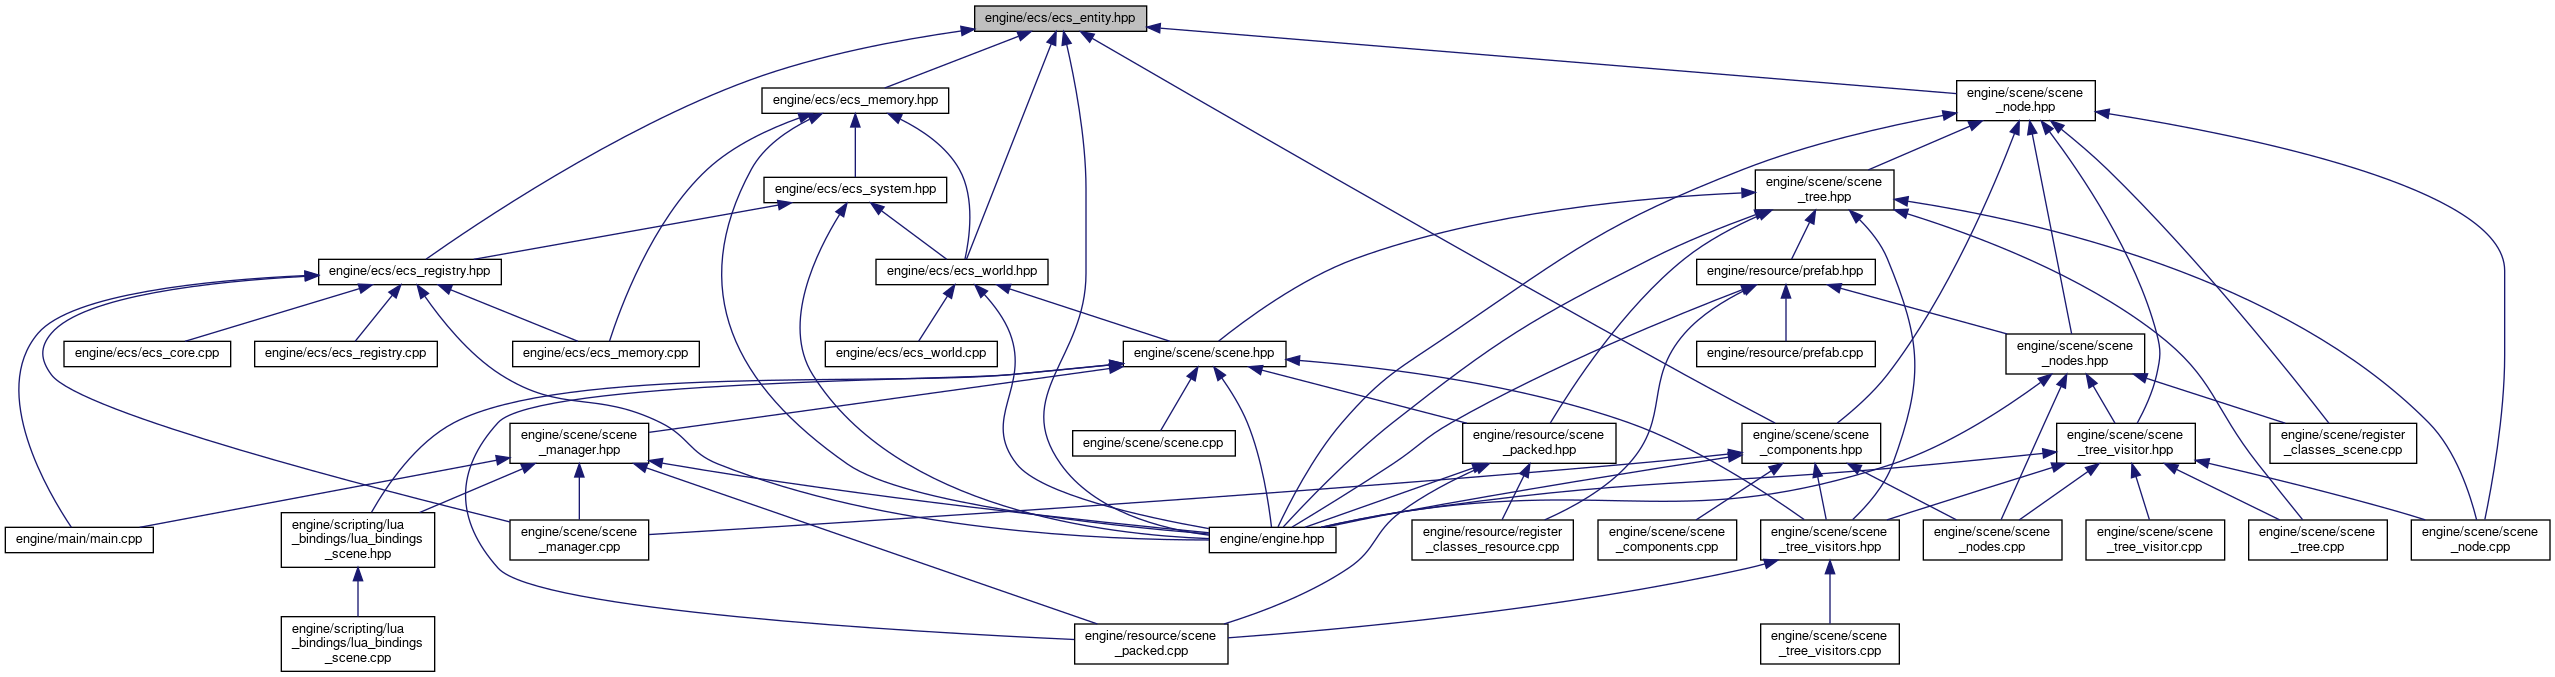 engine/ecs/ecs_entity.hpp
engine/ecs/ecs_memory.hpp
engine/scene/scene
_node.hpp
engine/ecs/ecs_system.hpp
engine/scene/scene
_tree.hpp
engine/ecs/ecs_registry.hpp
engine/ecs/ecs_world.hpp
engine/resource/prefab.hpp
engine/ecs/ecs_core.cpp
engine/ecs/ecs_registry.cpp
engine/ecs/ecs_memory.cpp
engine/ecs/ecs_world.cpp
engine/scene/scene.hpp
engine/resource/prefab.cpp
engine/scene/scene
_nodes.hpp
engine/scene/scene
_manager.hpp
engine/scene/scene.cpp
engine/resource/scene
_packed.hpp
engine/scene/scene
_components.hpp
engine/scene/scene
_tree_visitor.hpp
engine/scene/register
_classes_scene.cpp
engine/main/main.cpp
engine/scripting/lua
_bindings/lua_bindings
_scene.hpp
engine/scene/scene
_manager.cpp
engine/engine.hpp
engine/resource/register
_classes_resource.cpp
engine/scene/scene
_components.cpp
engine/scene/scene
_tree_visitors.hpp
engine/scene/scene
_nodes.cpp
engine/scene/scene
_tree_visitor.cpp
engine/scene/scene
_tree.cpp
engine/scene/scene
_node.cpp
engine/scripting/lua
_bindings/lua_bindings
_scene.cpp
engine/resource/scene
_packed.cpp
engine/scene/scene
_tree_visitors.cpp